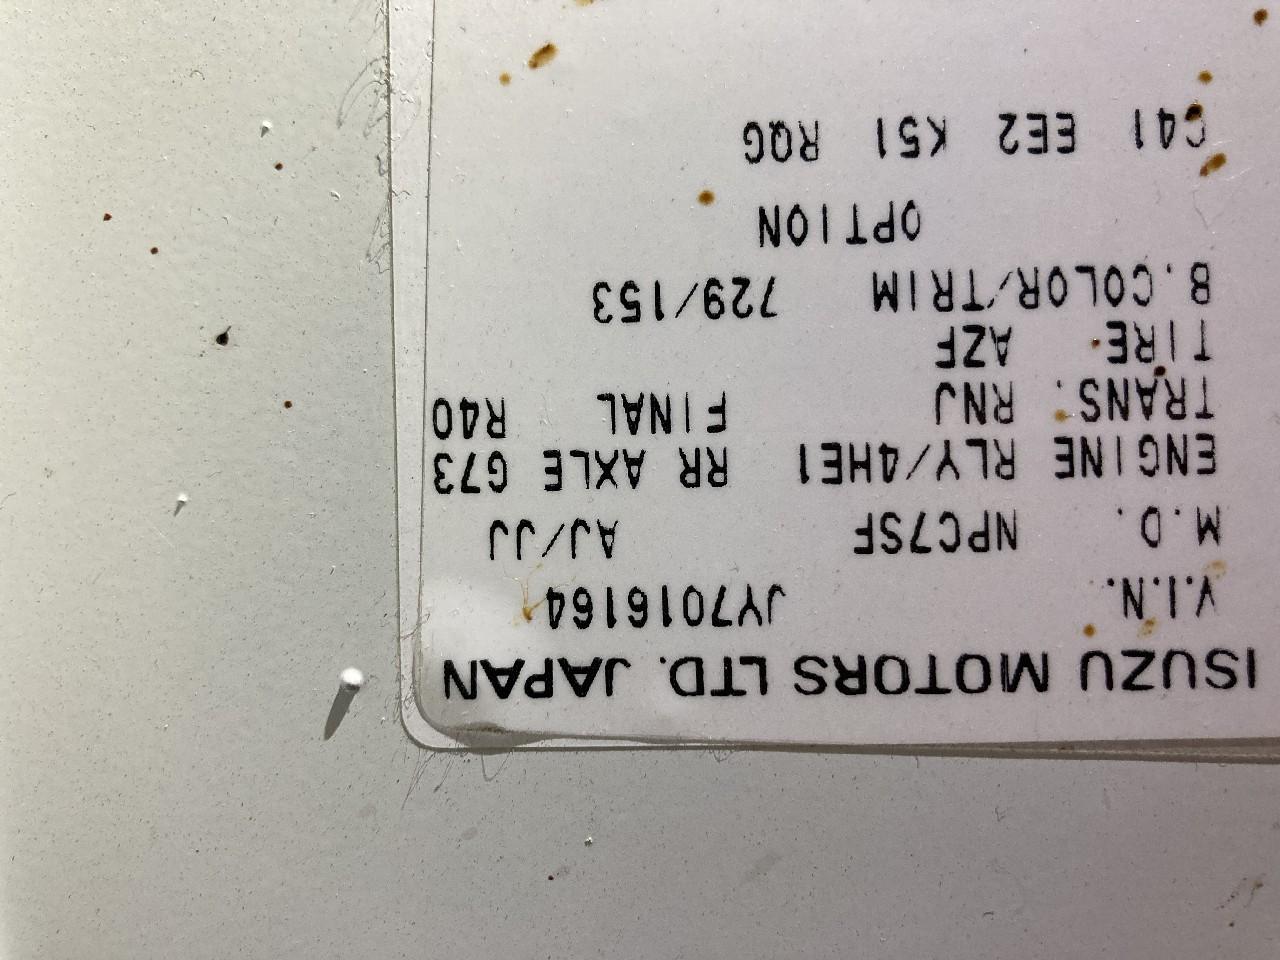 ISUZU MOTORS LTD. JAPAN
V.I.N. JY7016164
M.D. NPC7SF AJ/JJ
ENGINE RLY/4HE1 RR AXLE G73
TRANS. RNJ FINAL R40
TIRE AZF
B.COLOR/TRIM 729/153
OPTION
C41 EE2 K51 RQG